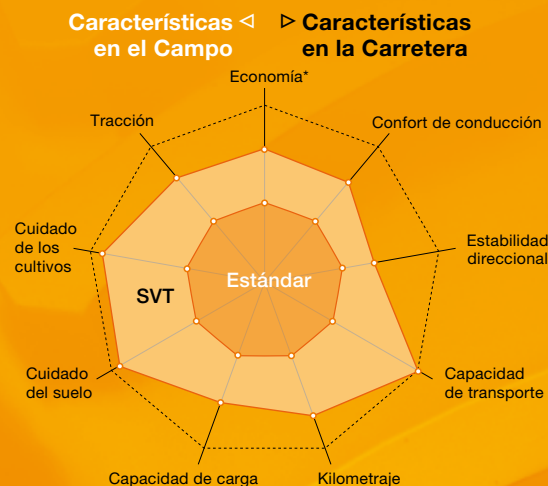 Características
en el Campo
Características
en la Carretera
Economía*
Tracción
Confort de conducción
Cuidado
de los
cultivos
Estabilidad
direccional
SVT
Estándar
Cuidado
del suelo
Capacidad
de transporte
Capacidad de carga
Kilometraje